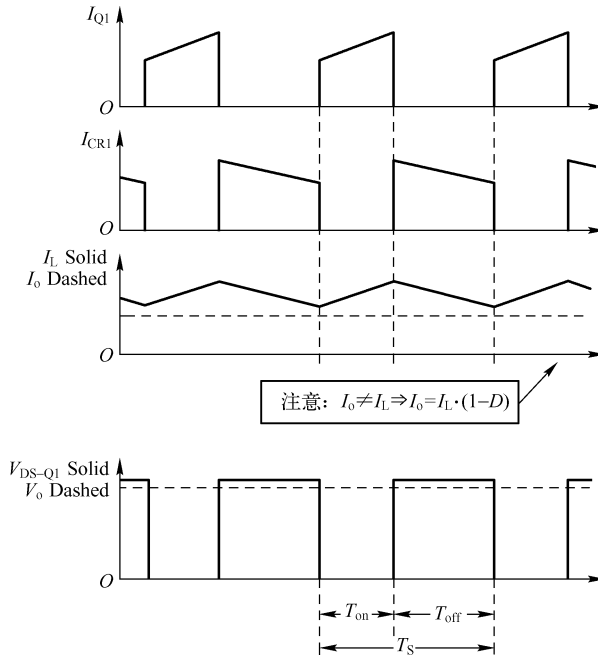 I_Q1
O
I_CR1
O
I_L Solid
I_o Dashed
O
注意：I_o≠I_L⇒I_o=I_L·(1−D)
V_DS−Q1 Solid
V_o Dashed
O
T_on T_off
T_S